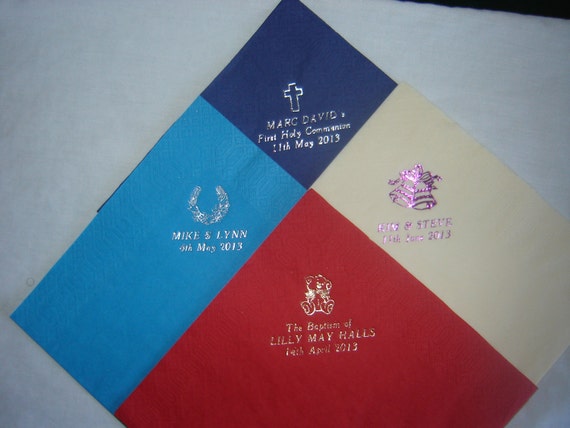 MARC DAVID's
First Holy Communion
11th May 2013
MIKE & LYNN
4th May 2013
KIM & STEVE
June 2013
The Baptism of
LILLY MAY HALLS
14th April 2013